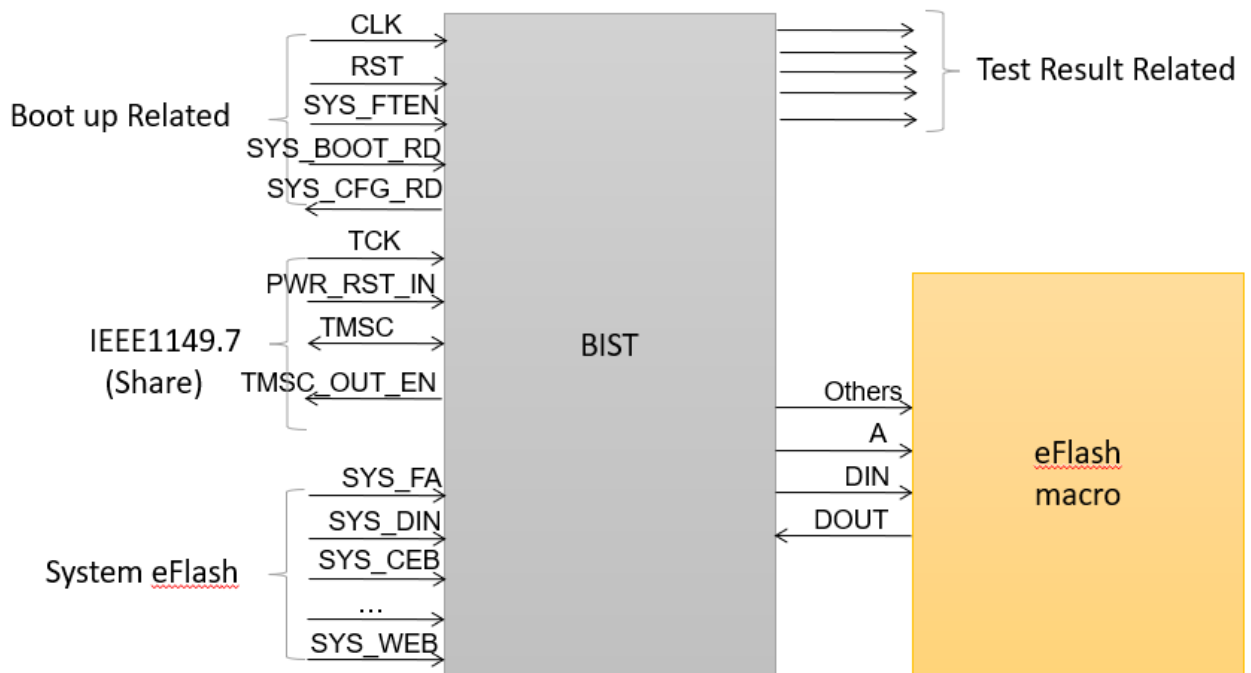 CLK
RST
SYS_FTEN
SYS_BOOT_RD
SYS_CFG_RD
Boot up Related
TCK
PWR_RST_IN
TMSC
TMSC_OUT_EN
IEEE1149.7
(Share)
SYS_FA
SYS_DIN
SYS_CEB
...
SYS_WEB
System eFlash
BIST
Test Result Related
Others
A
DIN
DOUT
eFlash
macro